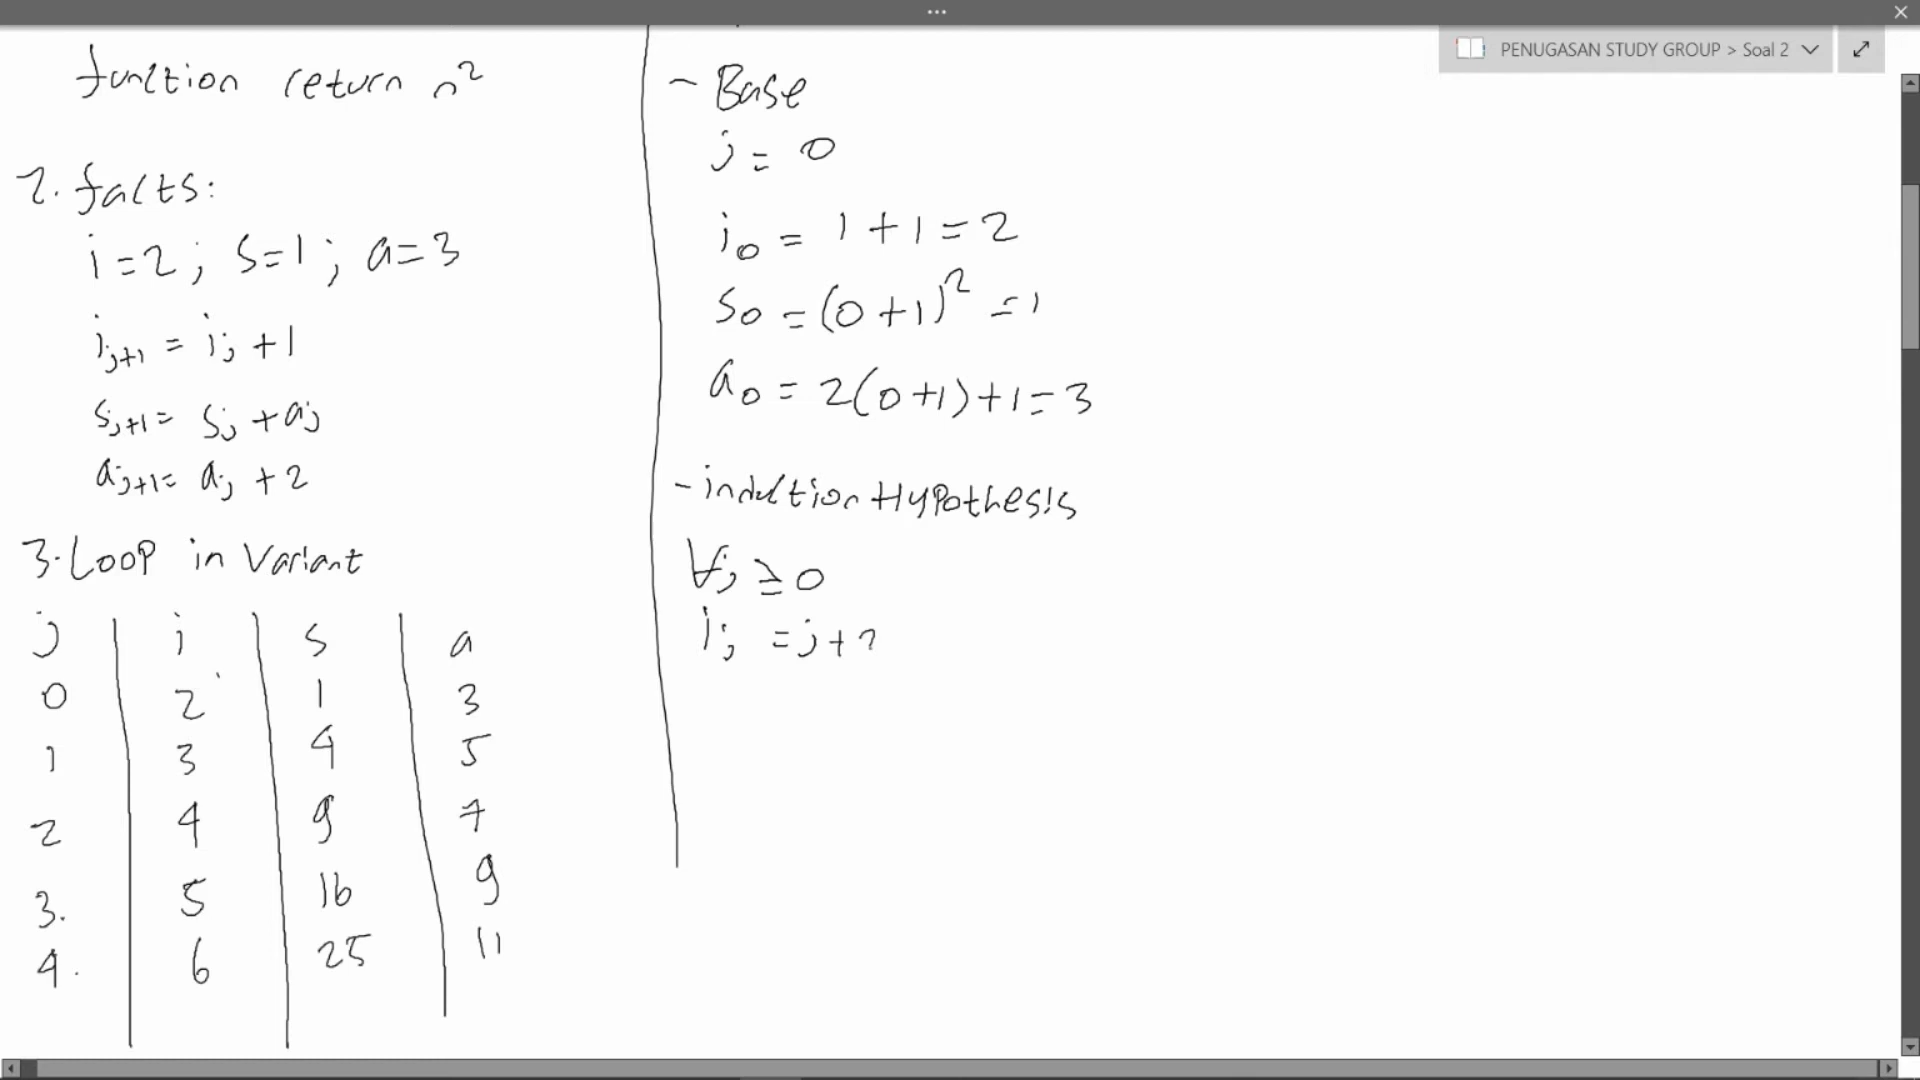 PENUGASAN STUDY GROUP > Soal 2
function return n²
2. facts:
i=2; S=1; a=3
i_{j+1} = i_j + 1
S_{j+1} = S_j + a_j
a_{j+1} = a_j + 2
3. Loop in Variant
j | i | s | a
0 | 2 | 1 | 3
1 | 3 | 4 | 5
2 | 4 | 9 | 7
3. | 5 | 16 | 9
4. | 6 | 25 | 11
- Base
j = 0
i_0 = 1+1=2
S_0 = (0+1)² = 1
a_0 = 2(0+1)+1=3
- induction Hypothesis
∀j ≥ 0
i_j = j+2